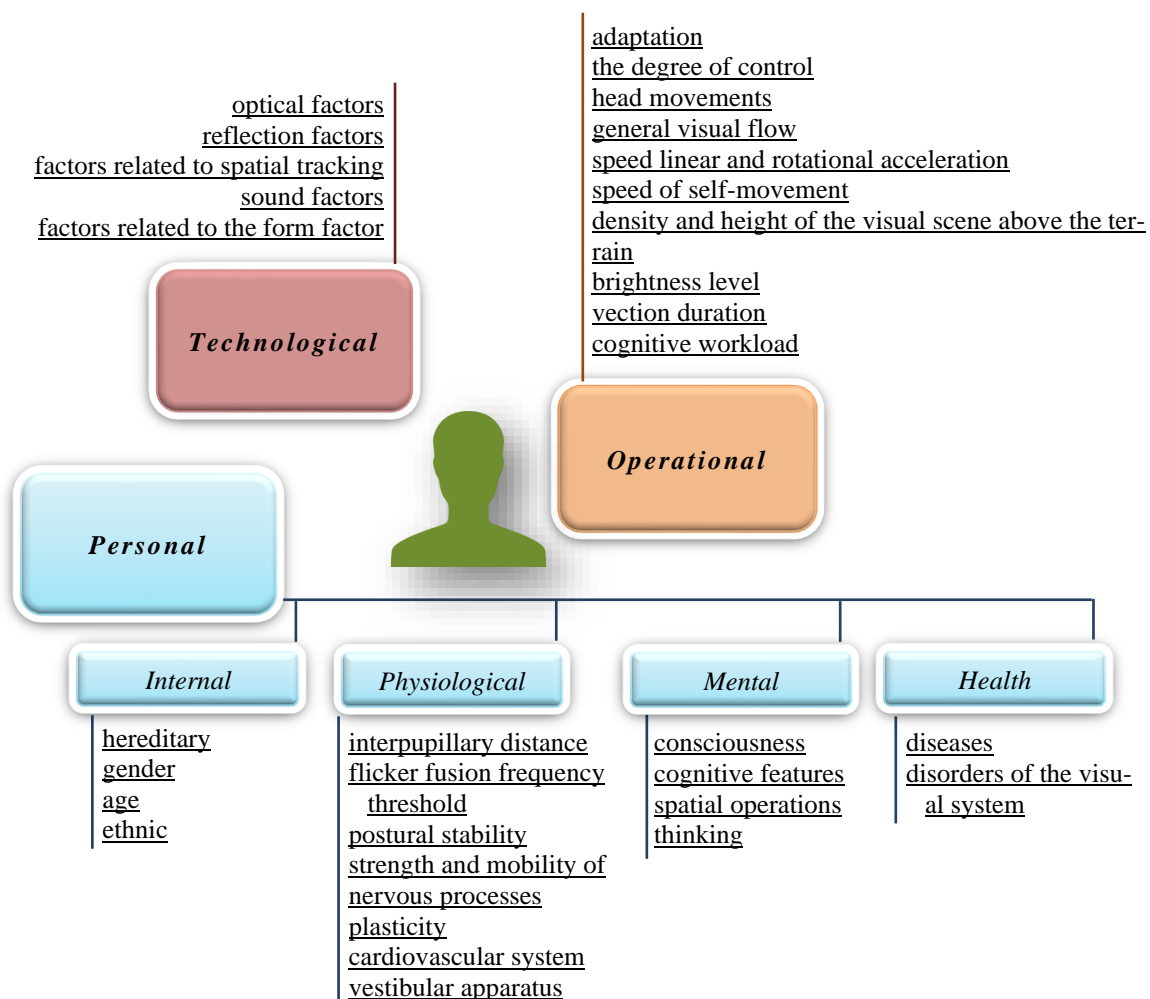 optical factors
reflection factors
factors related to spatial tracking
sound factors
factors related to the form factor
Technological
adaptation
the degree of control
head movements
general visual flow
speed linear and rotational acceleration
speed of self-movement
density and height of the visual scene above the ter-
rain
brightness level
vection duration
cognitive workload
Operational
Personal
Internal
hereditary
gender
age
ethnic
Physiological
interpupillary distance
flicker fusion frequency
threshold
postural stability
strength and mobility of
nervous processes
plasticity
cardiovascular system
vestibular apparatus
Mental
consciousness
cognitive features
spatial operations
thinking
Health
diseases
disorders of the visu-
al system